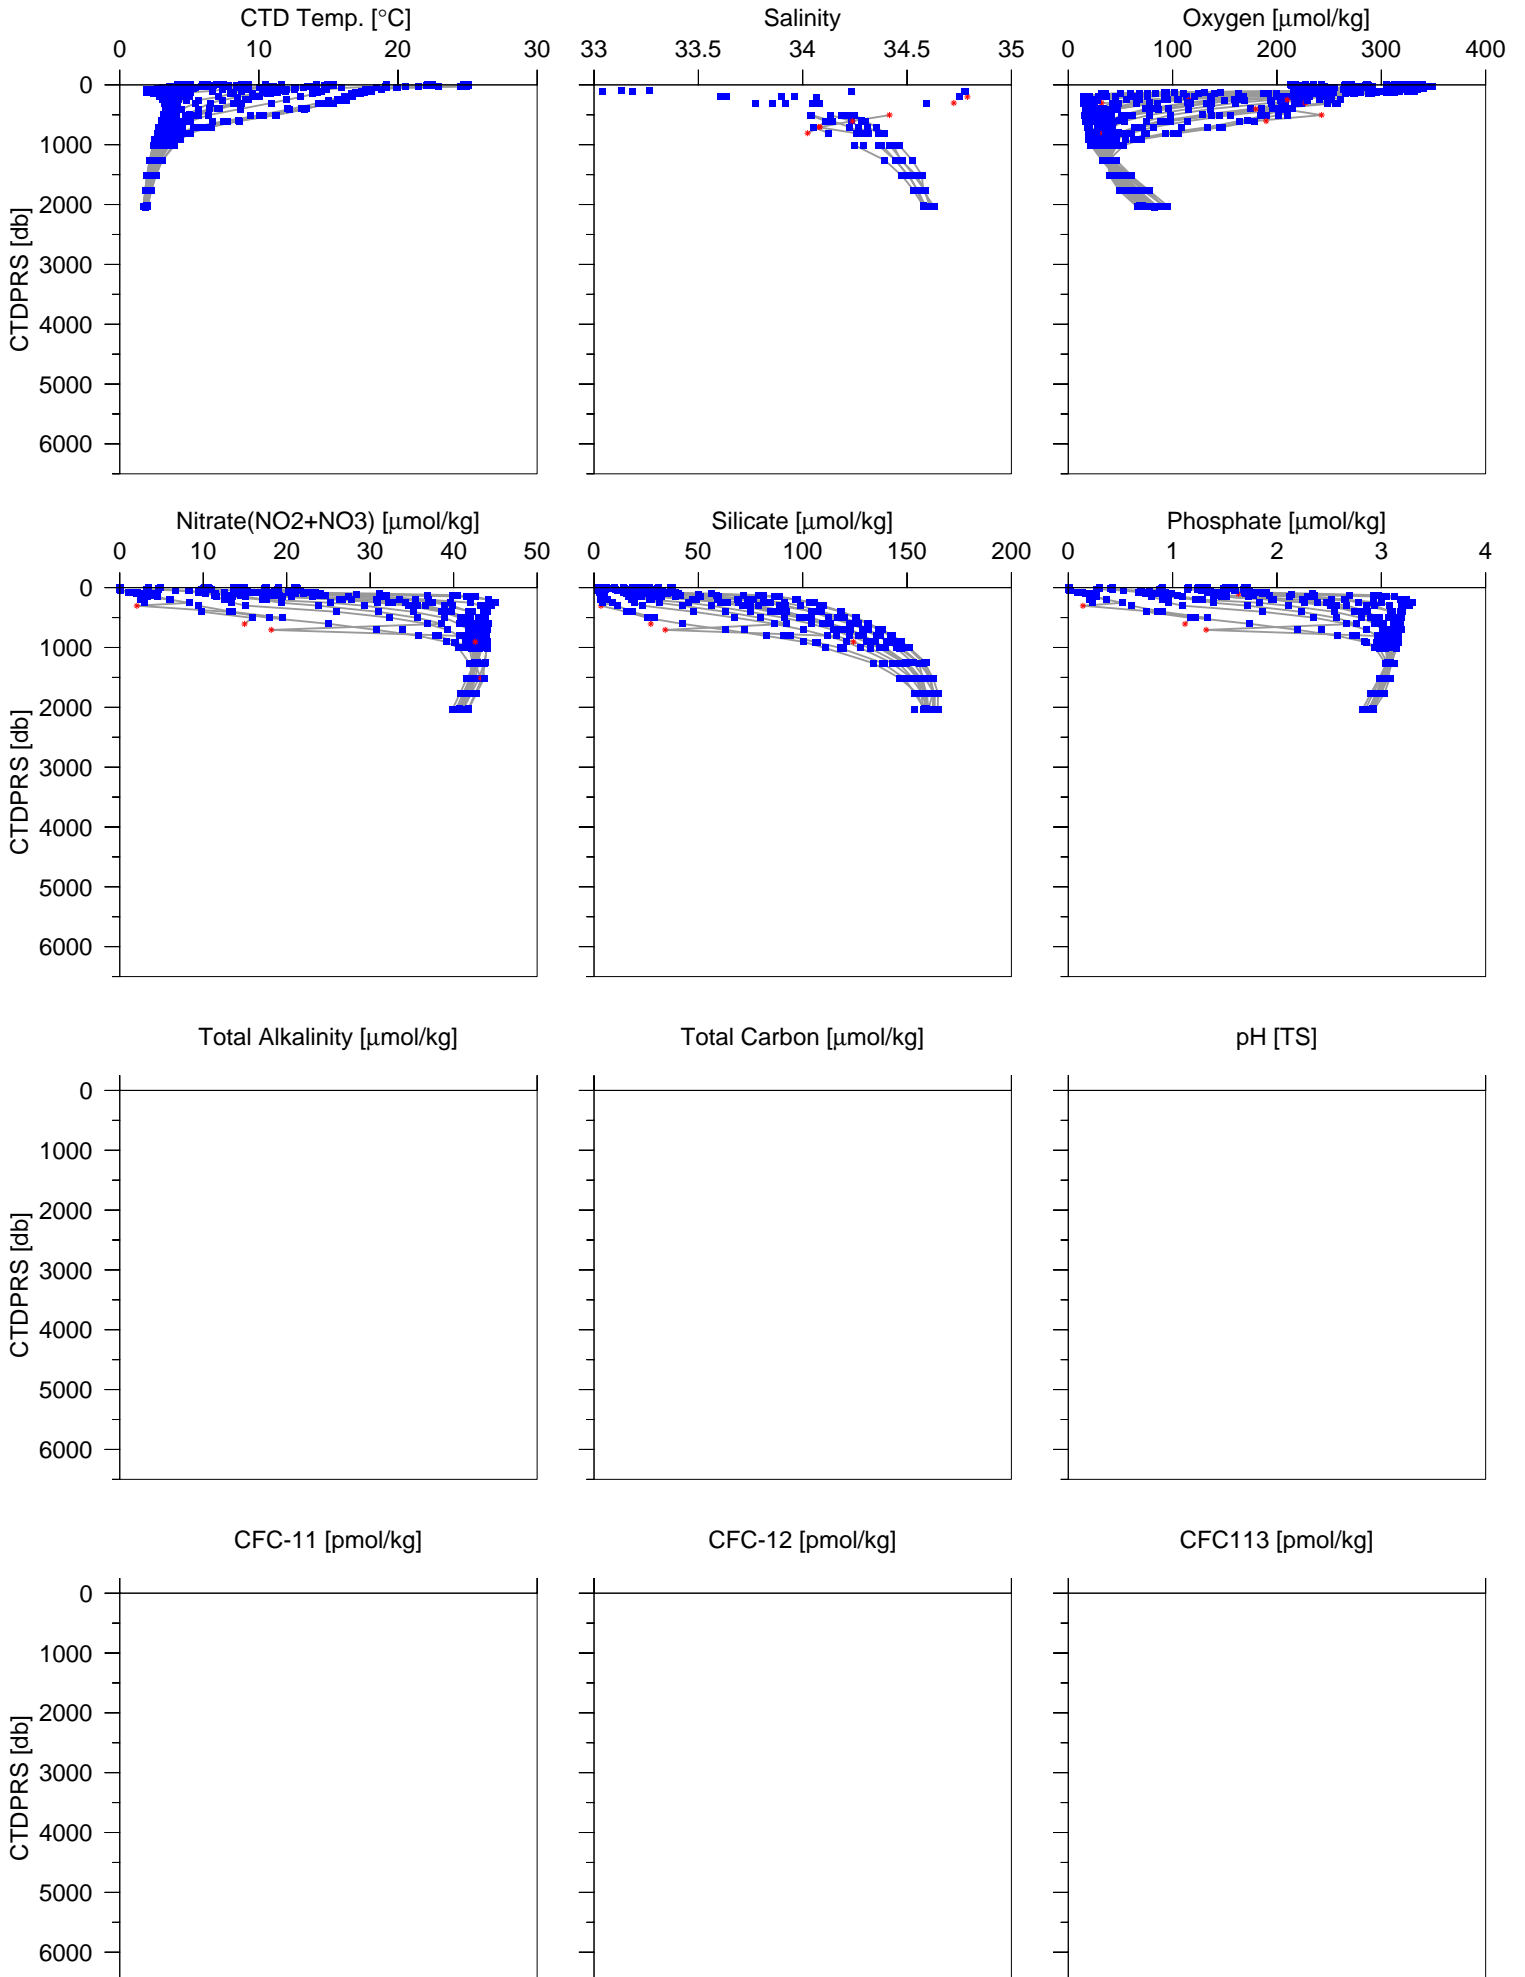 CTD Temp. [°C] Salinity Oxygen [μmol/kg]
0 10 20 30 33 33.5 34 34.5 35 0 100 200 300 400
0
1000
2000
3000
4000
5000
6000
CTDPRS [db]
Nitrate(NO2+NO3) [μmol/kg] Silicate [μmol/kg] Phosphate [μmol/kg]
0 10 20 30 40 50 0 50 100 150 200 0 1 2 3 4
0
1000
2000
3000
4000
5000
6000
CTDPRS [db]
Total Alkalinity [μmol/kg] Total Carbon [μmol/kg] pH [TS]
0
1000
2000
3000
4000
5000
6000
CTDPRS [db]
CFC-11 [pmol/kg] CFC-12 [pmol/kg] CFC113 [pmol/kg]
0
1000
2000
3000
4000
5000
6000
CTDPRS [db]